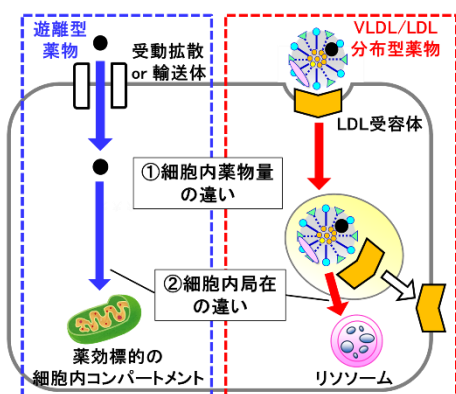 遊離型
薬物
受動拡散
or 輸送体
VLDL/LDL
分布型薬物
LDL受容体
①細胞内薬物量
の違い
②細胞内局在
の違い
薬効標的の
細胞内コンパートメント
リソソーム